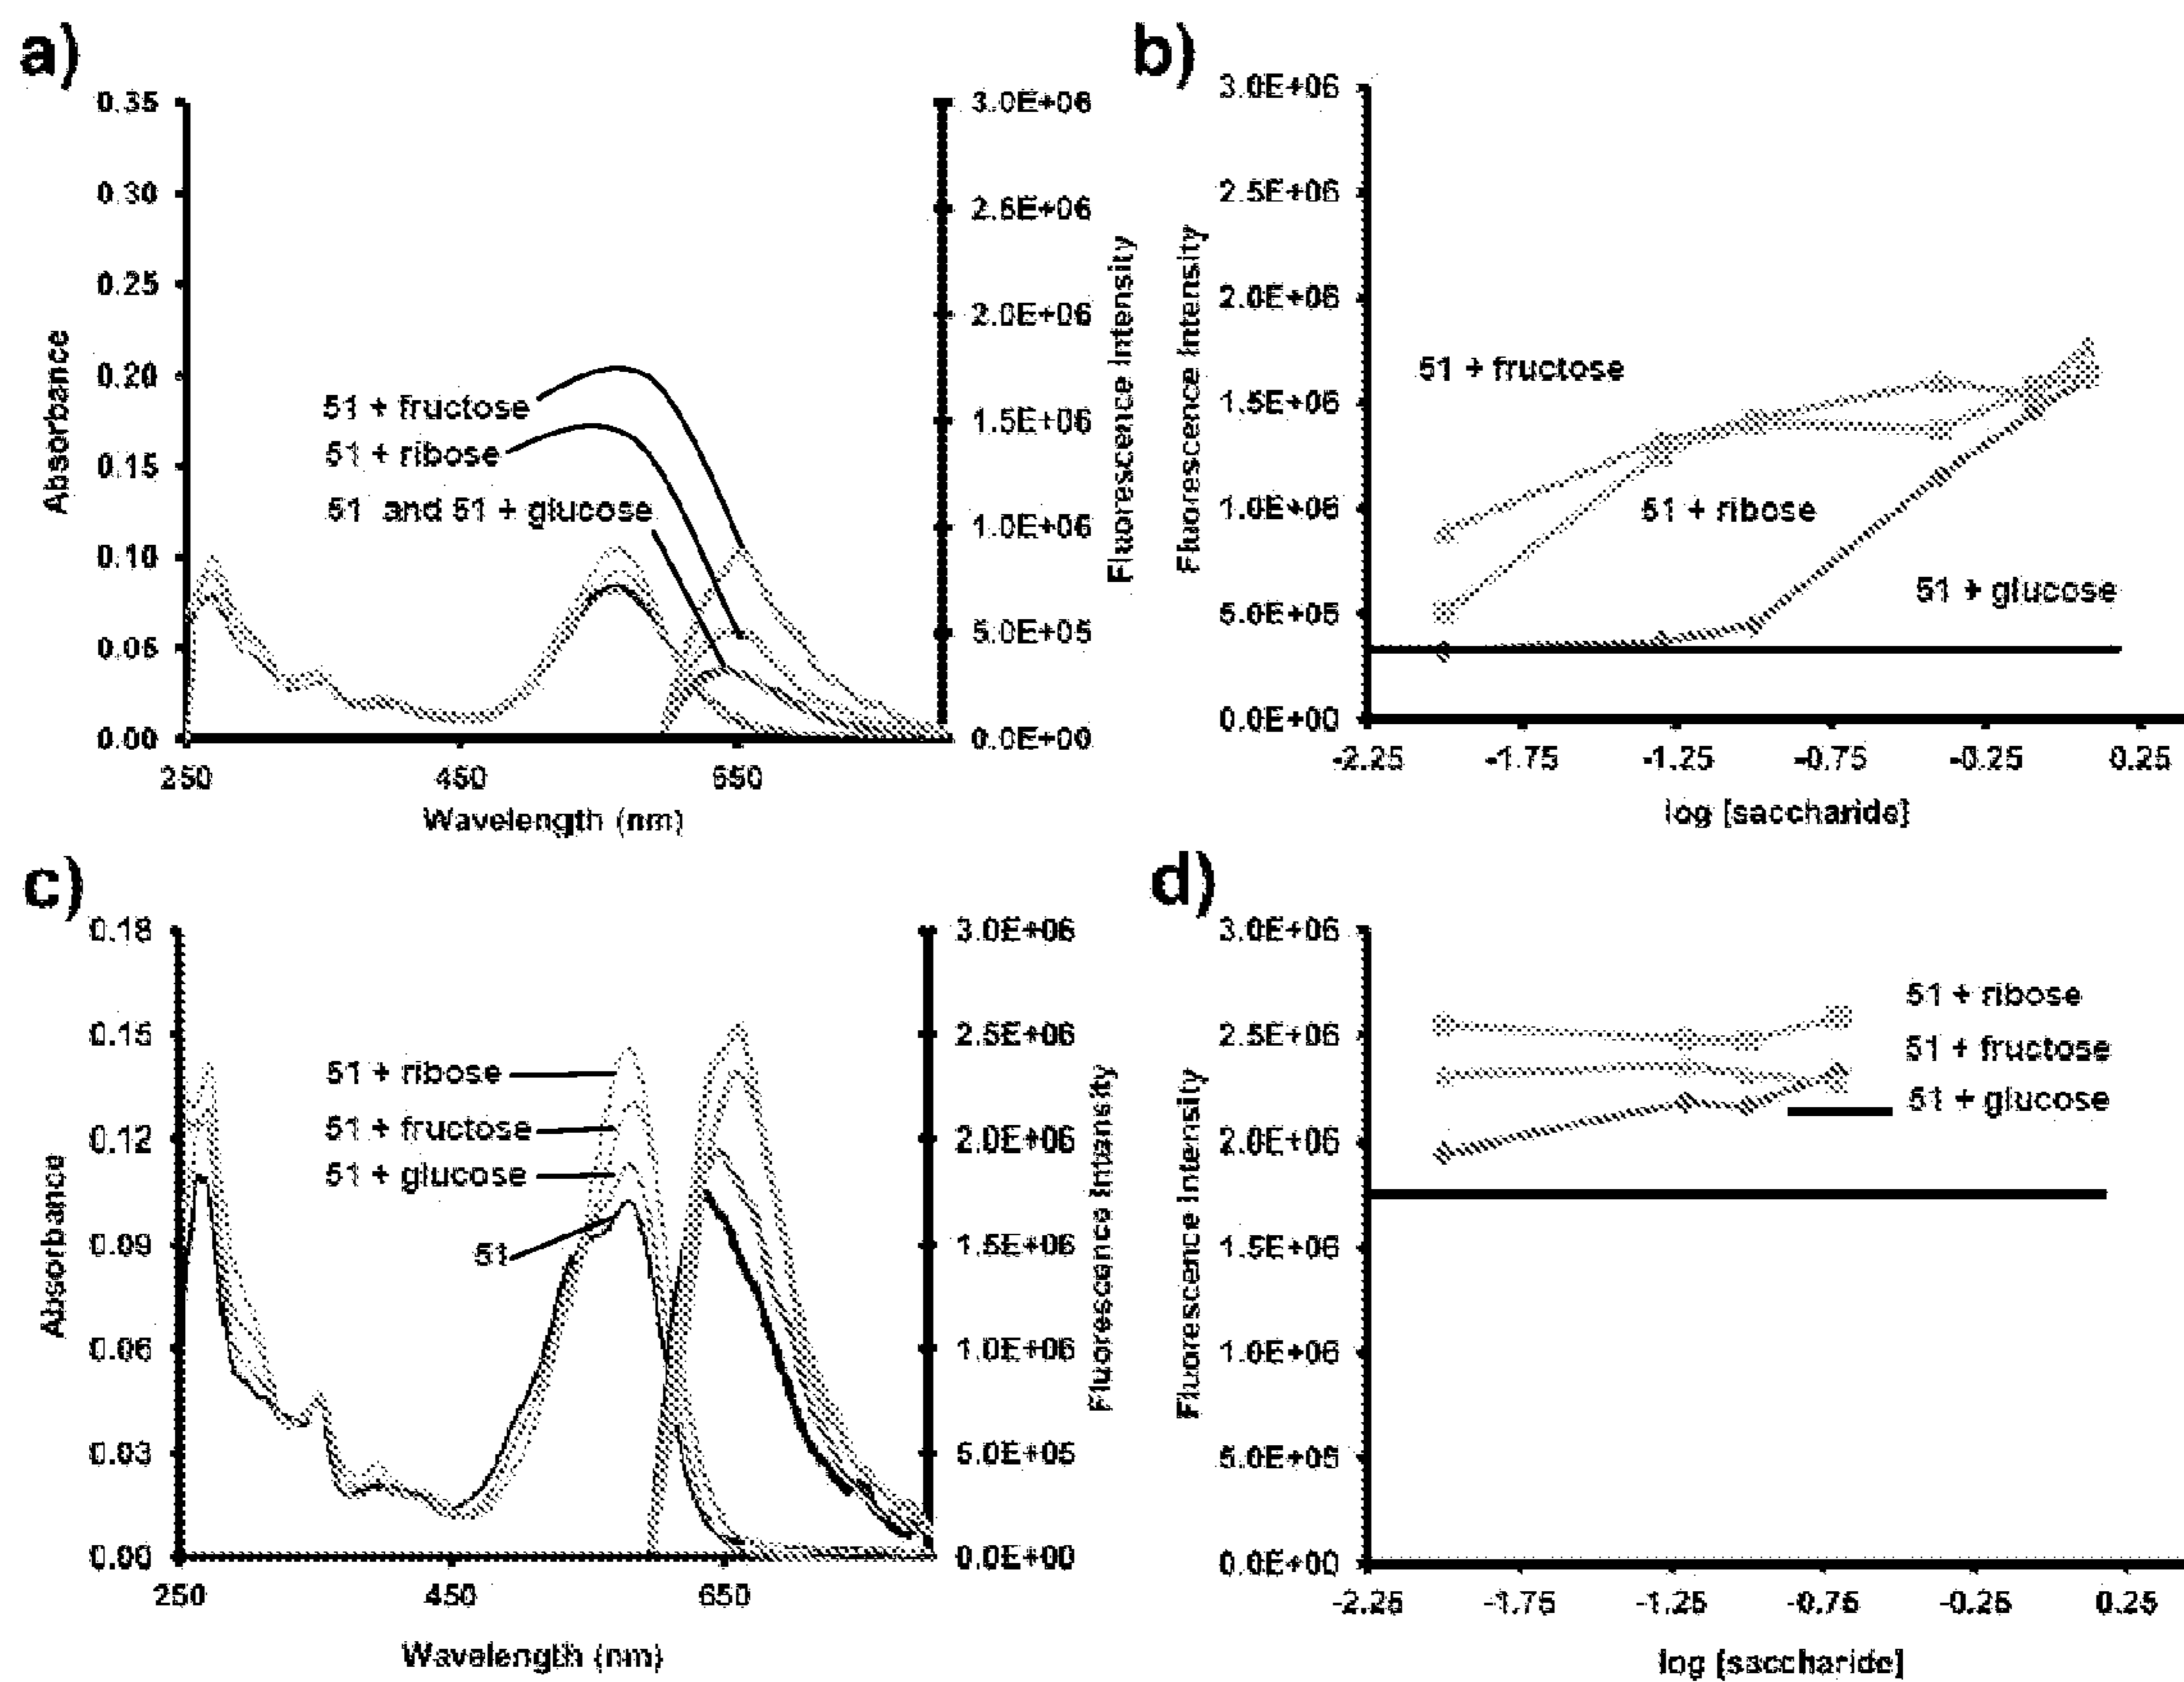 a)
0.35
0.30
0.25
0.20
0.15
0.10
0.05
0.00
Absorbance
250
450
650
Wavelength (nm)
51 + fructose
51 + ribose
51 and 51 + glucose
3.0E+06
2.5E+06
2.0E+06
1.5E+06
1.0E+06
5.0E+05
0.0E+00
Fluorescence Intensity
b)
3.0E+06
2.5E+06
2.0E+06
1.5E+06
1.0E+06
5.0E+05
0.0E+00
Fluorescence Intensity
51 + fructose
51 + ribose
51 + glucose
-2.25
-1.75
-1.25
-0.75
-0.25
0.25
log [saccharide]
c)
0.18
0.15
0.12
0.09
0.06
0.03
0.00
Absorbance
250
450
650
Wavelength (nm)
51 + ribose
51 + fructose
51 + glucose
51
3.0E+06
2.5E+06
2.0E+06
1.5E+06
1.0E+06
5.0E+05
0.0E+00
Fluorescence Intensity
d)
3.0E+06
2.5E+06
2.0E+06
1.5E+06
1.0E+06
5.0E+05
0.0E+00
Fluorescence Intensity
51 + ribose
51 + fructose
51 + glucose
-2.25
-1.75
-1.25
-0.75
-0.25
0.25
log [saccharide]